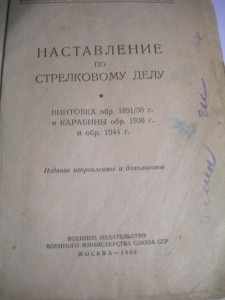 НАСТАВЛЕНИЕ
ПО
СТРЕЛКОВОМУ ДЕЛУ
ВИНТОВКА обр. 1891/30 г.
и КАРАБИНЫ обр. 1938 г.
и обр. 1944 г.
Издание исправленное и дополненное
ВОЕННОЕ ИЗДАТЕЛЬСТВО
ВОЕННОГО МИНИСТЕРСТВА СОЮЗА ССР
МОСКВА—